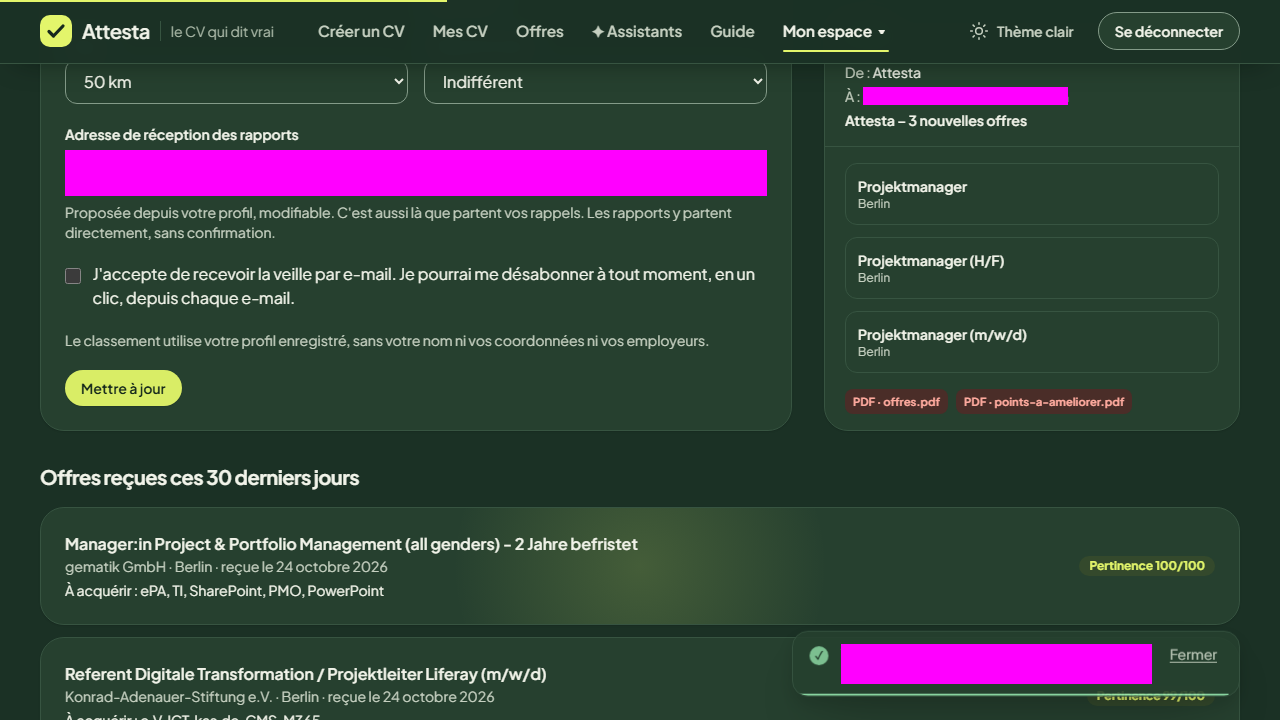 Attesta
le CV qui dit vrai
Créer un CV
Mes CV
Offres
Assistants
Guide
Mon espace
Thème clair
Se déconnecter
50 km
Indifférent
Adresse de réception des rapports
Proposée depuis votre profil, modifiable. C'est aussi là que partent vos rappels. Les rapports y partent
directement, sans confirmation.
J'accepte de recevoir la veille par e-mail. Je pourrai me désabonner à tout moment, en un
clic, depuis chaque e-mail.
Le classement utilise votre profil enregistré, sans votre nom ni vos coordonnées ni vos employeurs.
Mettre à jour
De : Attesta
À :
Attesta – 3 nouvelles offres
Projektmanager
Berlin
Projektmanager (H/F)
Berlin
Projektmanager (m/w/d)
Berlin
PDF · offres.pdf
PDF · points-a-ameliorer.pdf
Offres reçues ces 30 derniers jours
Manager:in Project & Portfolio Management (all genders) - 2 Jahre befristet
gematik GmbH · Berlin · reçue le 24 octobre 2026
À acquérir : ePA, TI, SharePoint, PMO, PowerPoint
Pertinence 100/100
Referent Digitale Transformation / Projektleiter Liferay (m/w/d)
Konrad-Adenauer-Stiftung e.V. · Berlin · reçue le 24 octobre 2026
Pertinence 99/100
Fermer